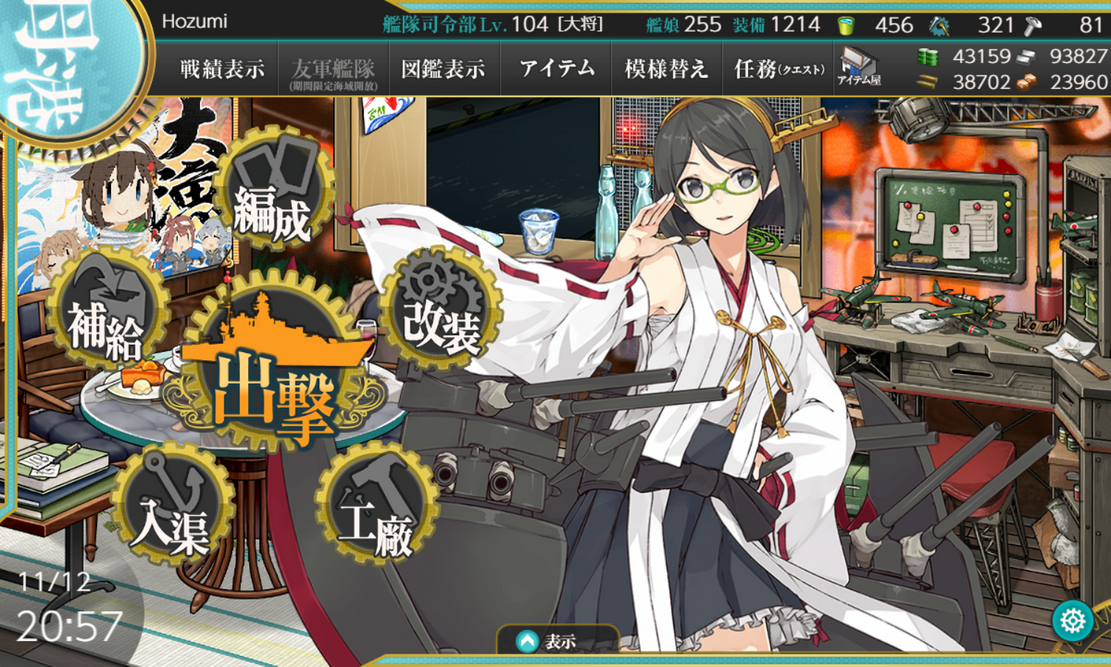 母港
Hozumi
艦隊司令部Lv. 104 [大将]
艦娘 255 装備 1214
456
321
81
戦績表示
友軍艦隊
(期間限定海域開放)
図鑑表示
アイテム
模様替え
任務(クエスト)
アイテム屋
43159
93827
38702
23960
大漁
編成
補給
出撃
改装
入渠
工廠
11/12
20:57
表示